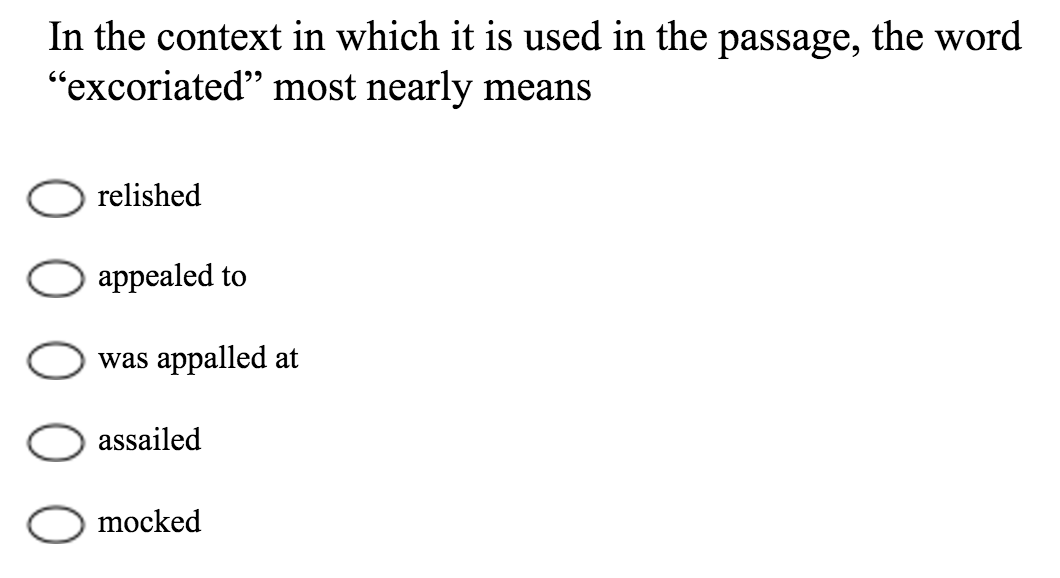 In the context in which it is used in the passage, the word
“excoriated” most nearly means
relished
appealed to
was appalled at
assailed
mocked